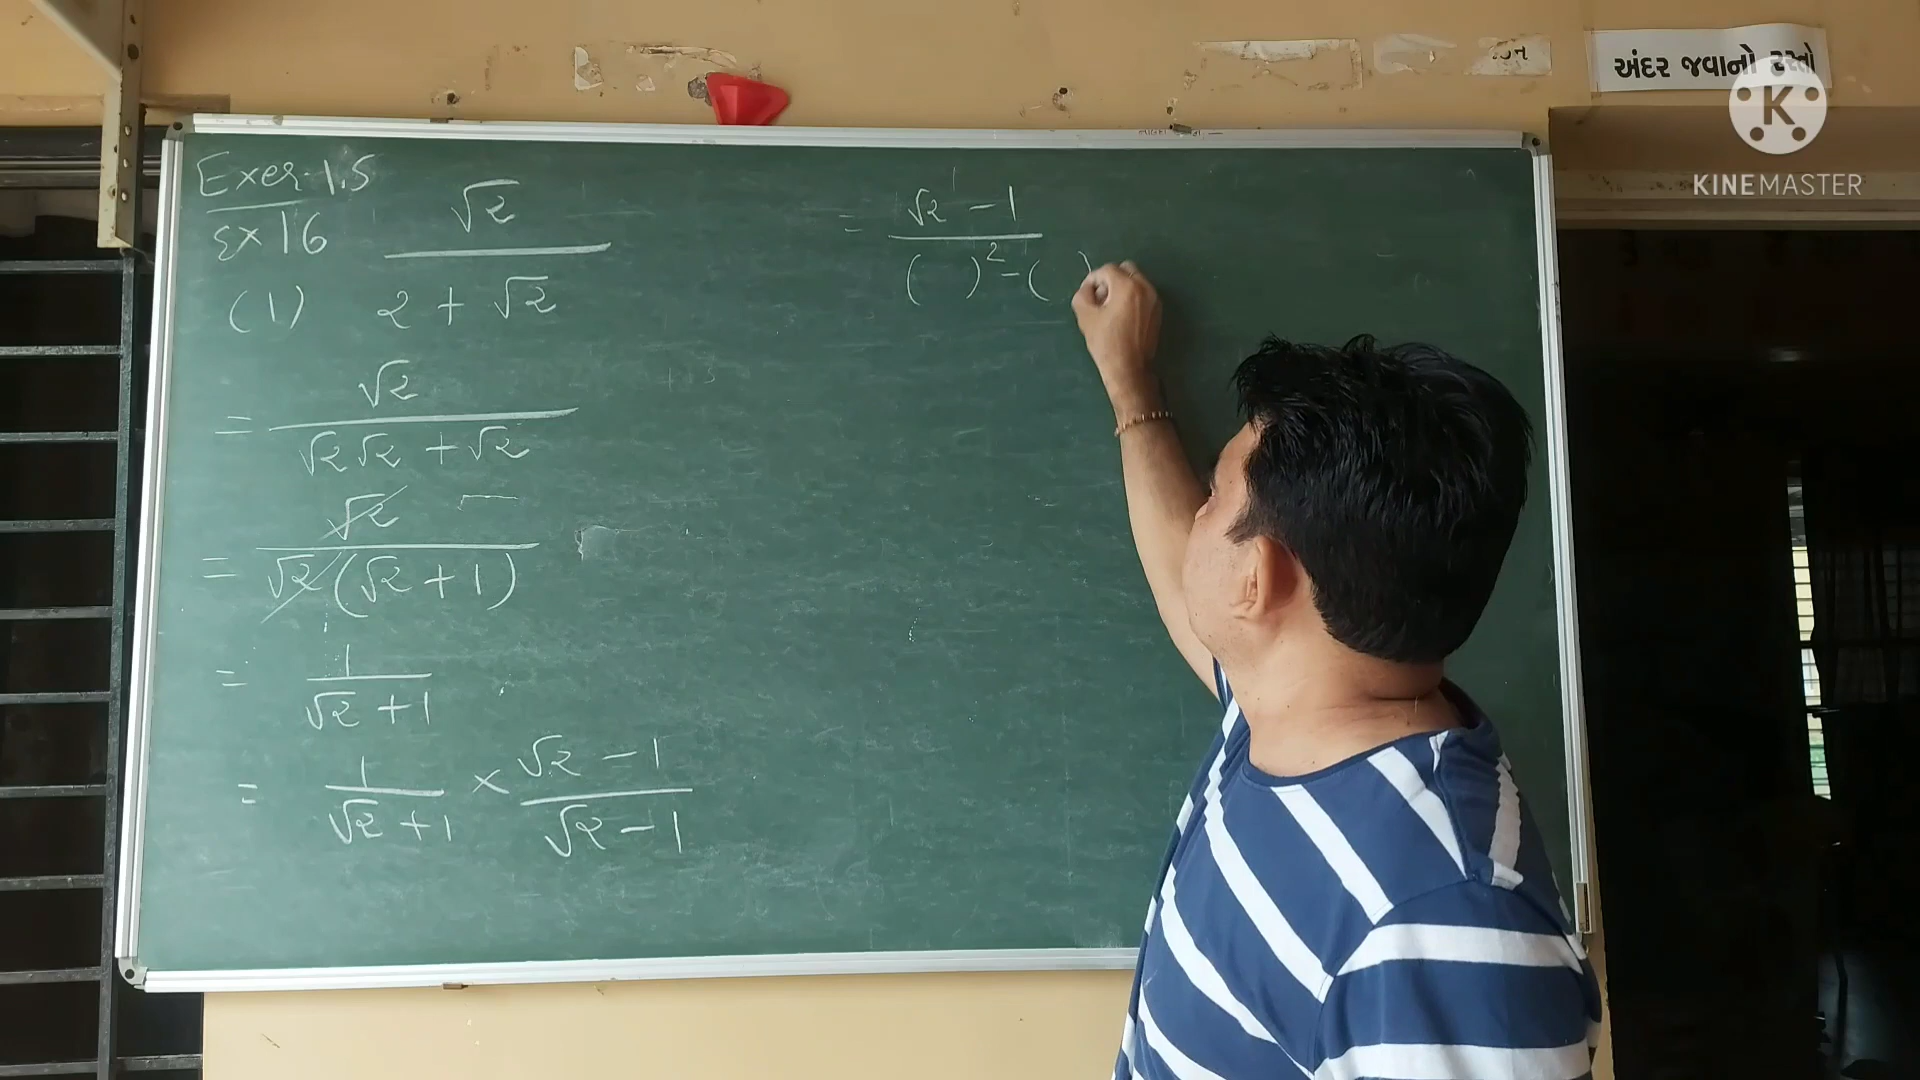 અંદર જવાનો રસ્તો
KINEMASTER
Exer-1.5
Ex 16
(1) √2 / 2 + √2
= √2 / √2 √2 + √2
= √2 / √2 (√2 + 1)
= 1 / √2 + 1
= 1 / √2 + 1 × √2 - 1 / √2 - 1
= √2 - 1 / ( )² - ( )